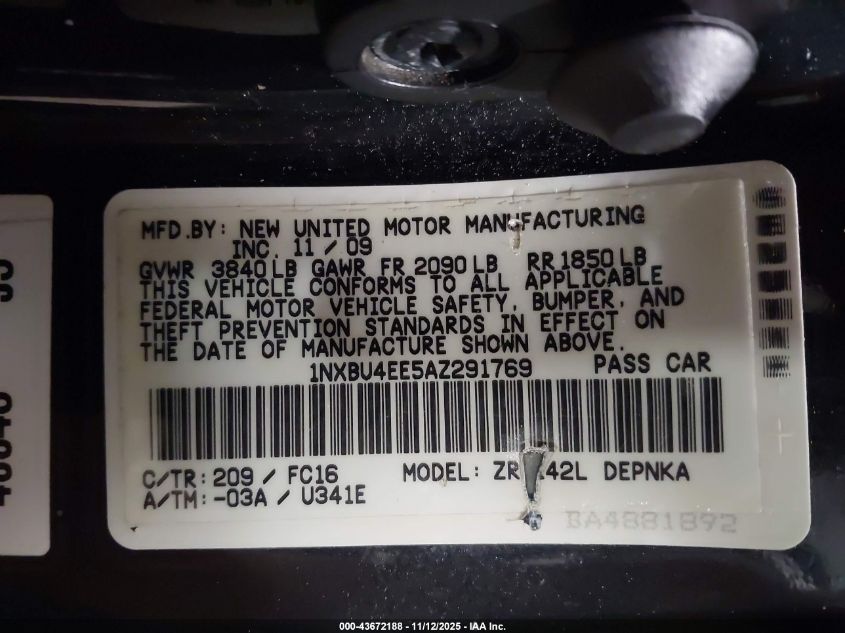 MFD.BY: NEW UNITED MOTOR MANUFACTURING
INC. 11 / 09
GVWR 3840 LB GAWR FR 2090 LB RR 1850 LB
THIS VEHICLE CONFORMS TO ALL APPLICABLE
FEDERAL MOTOR VEHICLE SAFETY, BUMPER, AND
THEFT PREVENTION STANDARDS IN EFFECT ON
THE DATE OF MANUFACTURE SHOWN ABOVE.
1NXBU4EE5AZ291769 PASS CAR
C/TR: 209 / FC16 MODEL: 42L DEPNKA
A/TM: -03A / U341E
BA4881892
000-43672188 - 11/12/2025 - IAA Inc.